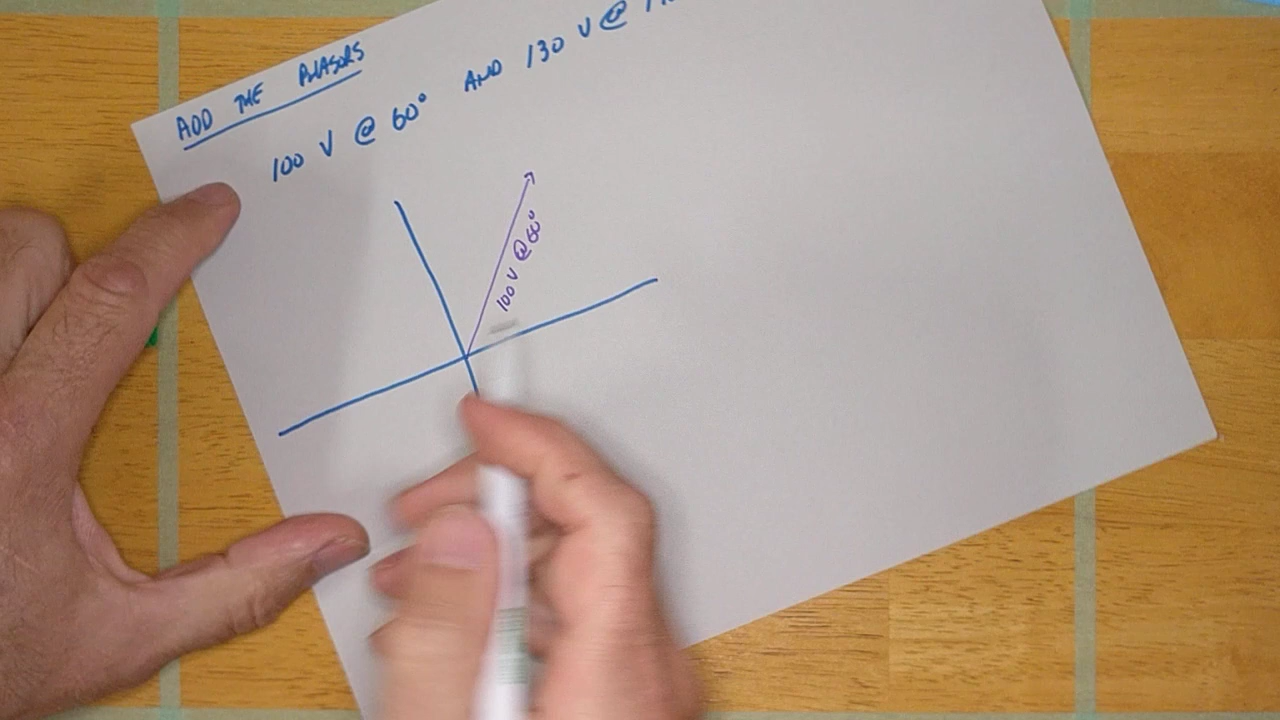 ADD THE PHASORS
100 V @ 60° AND 130 V @
100 V @ 60°